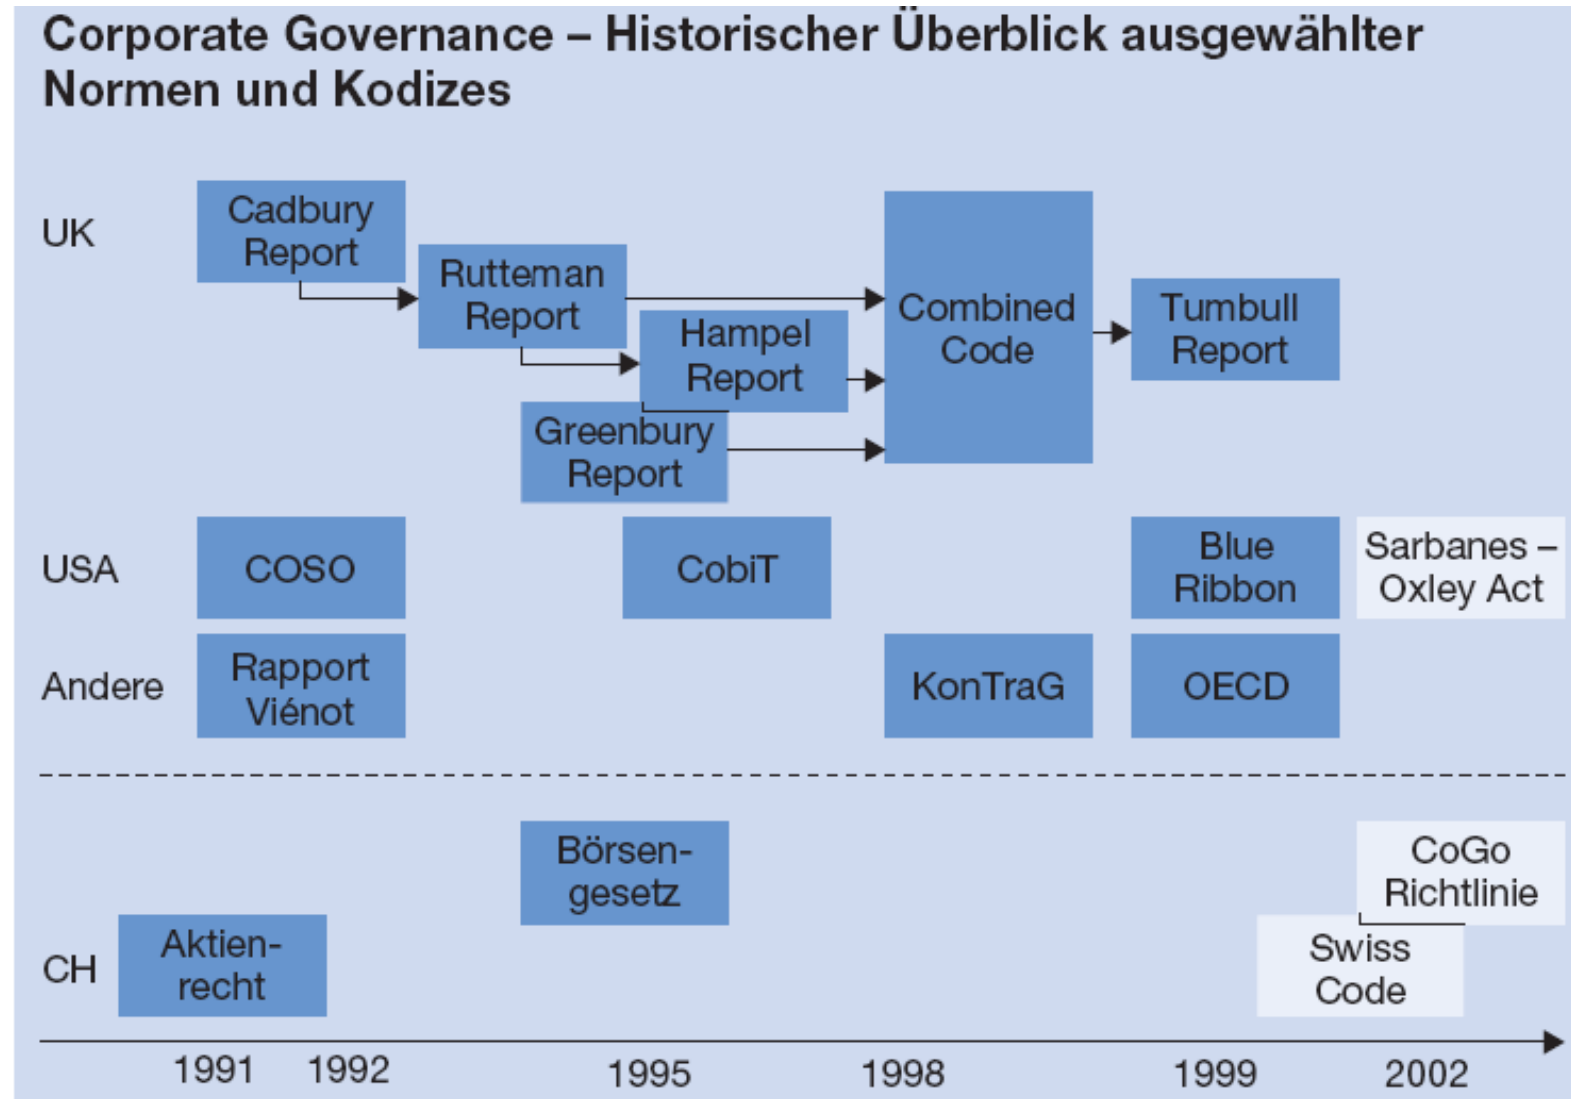 Corporate Governance – Historischer Überblick ausgewählter
Normen und Kodizes
UK
Cadbury
Report
Rutteman
Report
Hampel
Report
Greenbury
Report
Combined
Code
Tumbull
Report
USA
COSO
CobiT
Blue
Ribbon
Sarbanes –
Oxley Act
Andere
Rapport
Viénot
KonTraG
OECD
CH
Aktien-
recht
Börsen-
gesetz
CoGo
Richtlinie
Swiss
Code
1991
1992
1995
1998
1999
2002